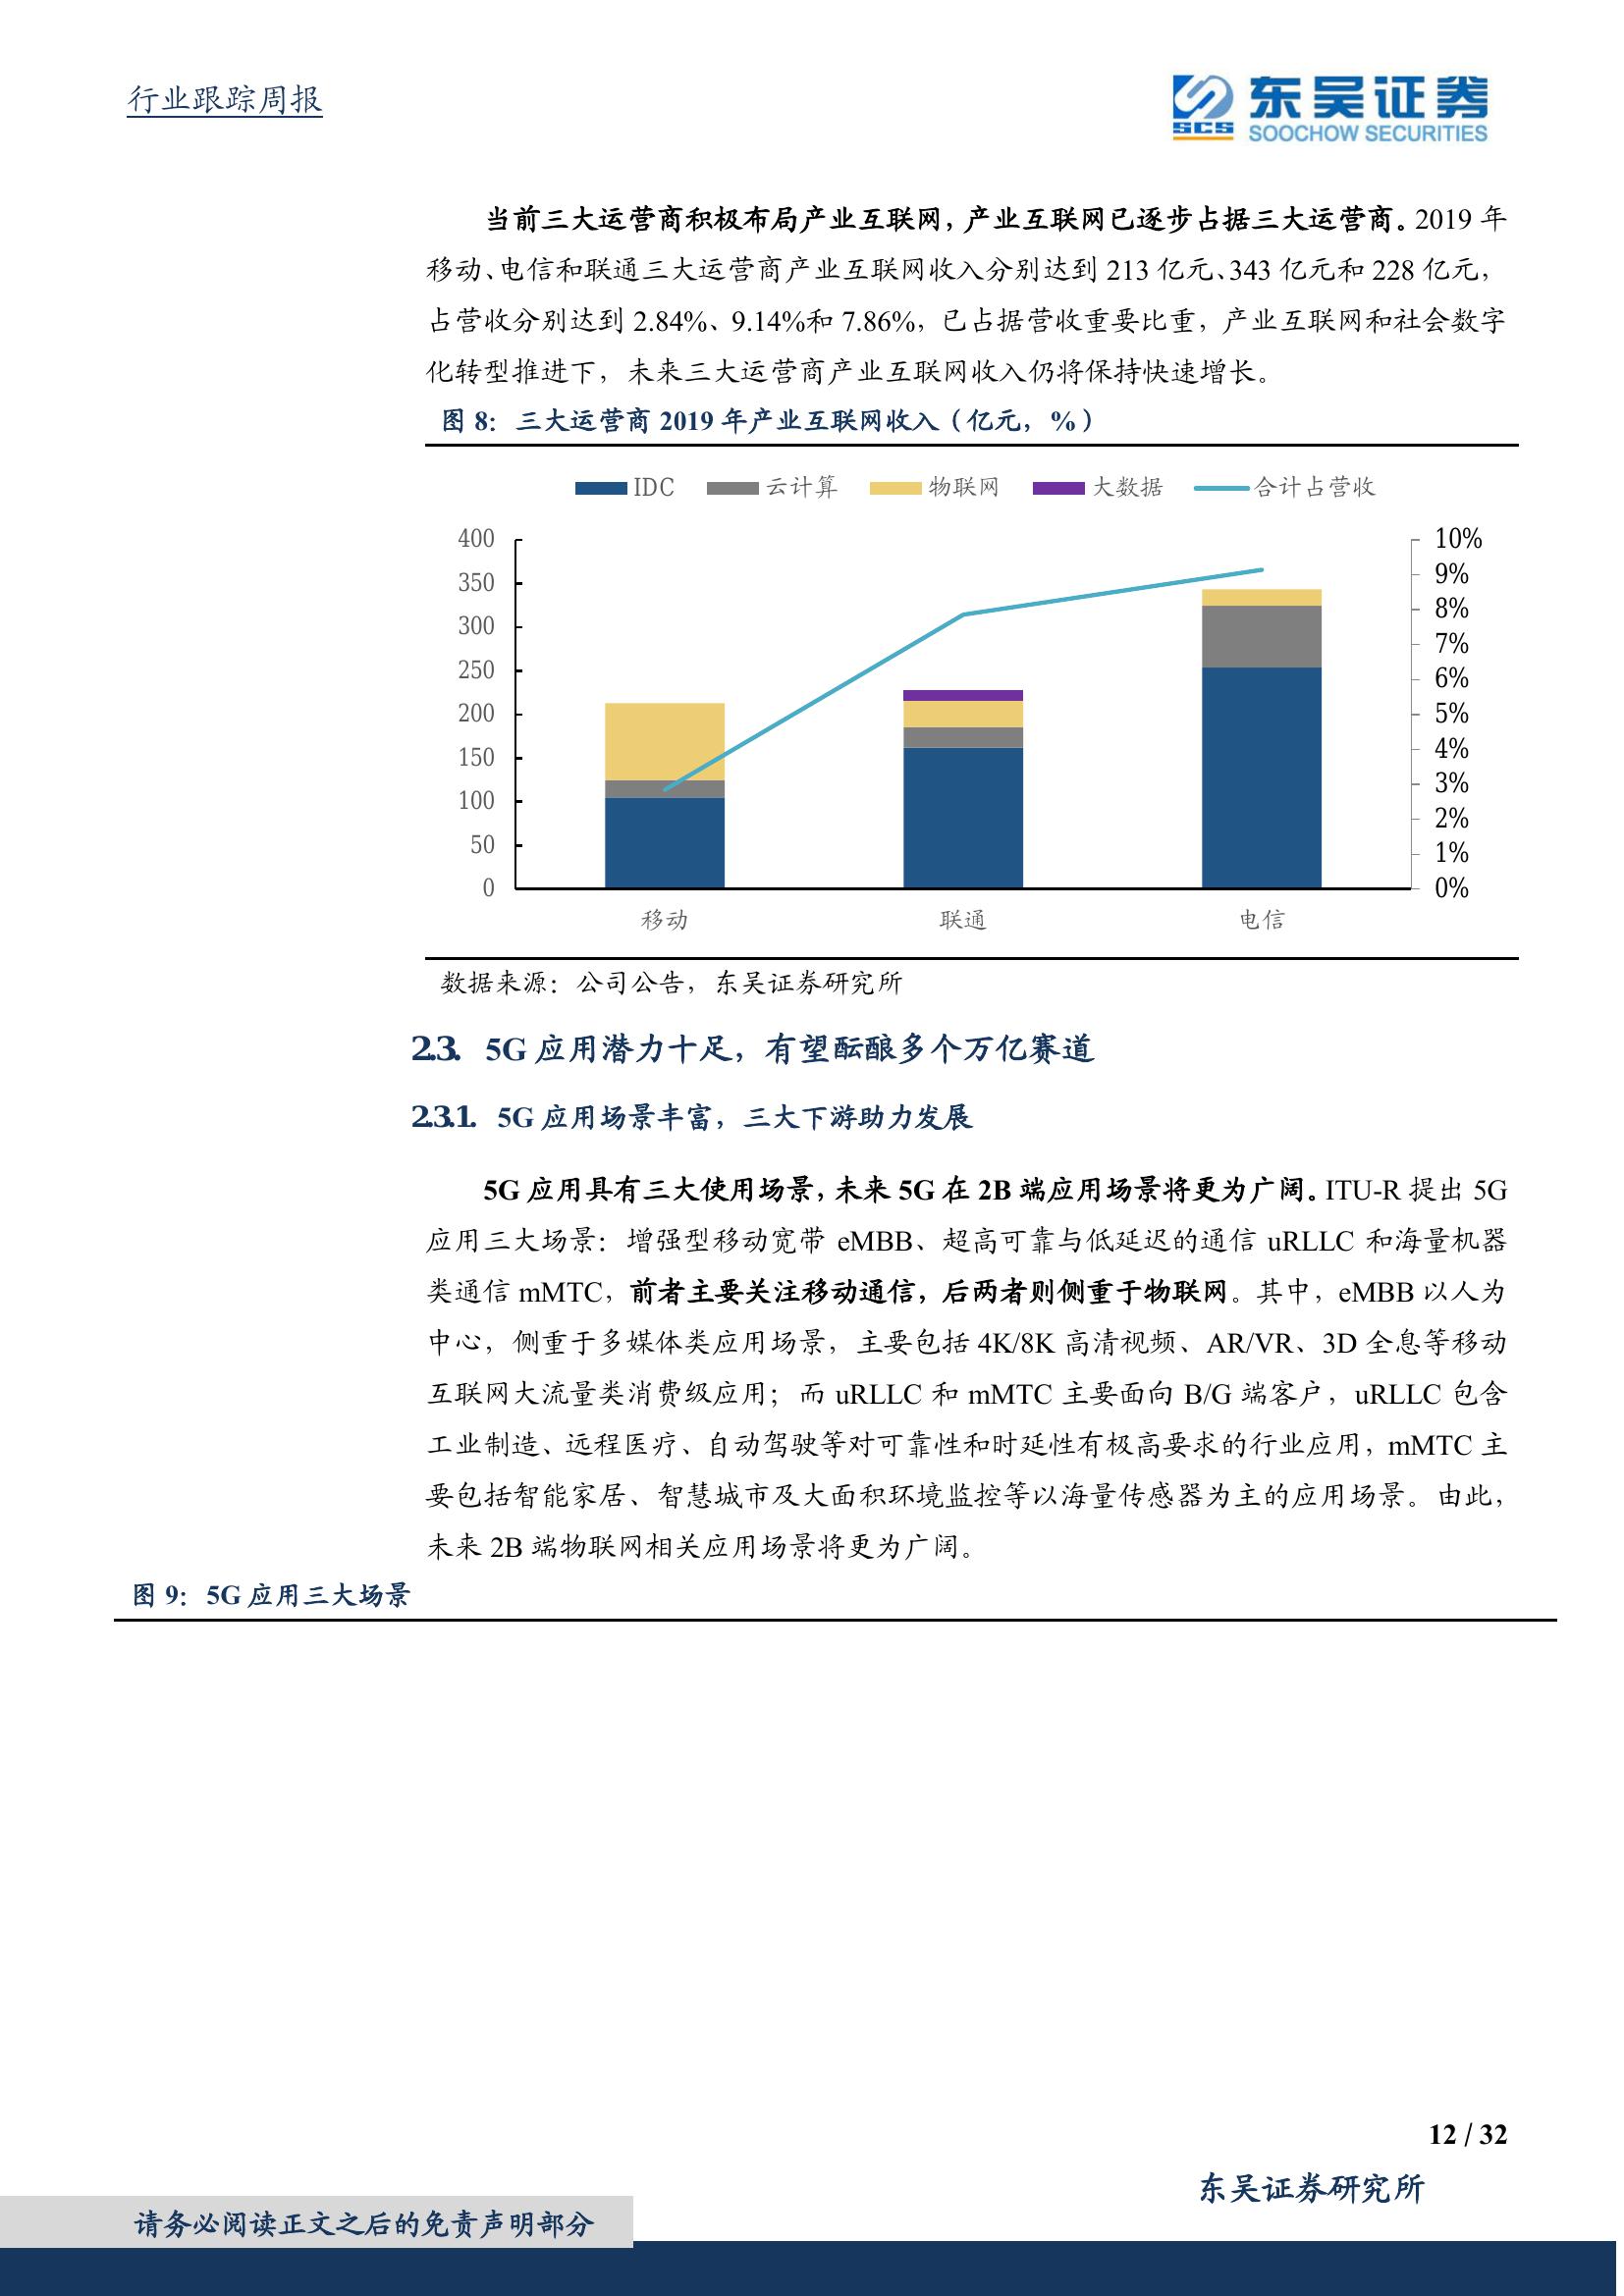 行业跟踪周报
东吴证券
SCS
SOOCHOW SECURITIES
当前三大运营商积极布局产业互联网，产业互联网已逐步占据三大运营商。2019 年
移动、电信和联通三大运营商产业互联网收入分别达到 213 亿元、343 亿元和 228 亿元，
占营收分别达到 2.84%、9.14%和 7.86%，已占据营收重要比重，产业互联网和社会数字
化转型推进下，未来三大运营商产业互联网收入仍将保持快速增长。
图 8：三大运营商 2019 年产业互联网收入（亿元，%）
IDC 云计算 物联网 大数据 合计占营收
400 10%
350 9%
300 8%
250 7%
200 6%
150 5%
100 4%
50 3%
0 2%
1%
0%
移动 联通 电信
数据来源：公司公告，东吴证券研究所
2.3. 5G 应用潜力十足，有望酝酿多个万亿赛道
2.3.1. 5G 应用场景丰富，三大下游助力发展
5G 应用具有三大使用场景，未来 5G 在 2B 端应用场景将更为广阔。ITU-R 提出 5G
应用三大场景：增强型移动宽带 eMBB、超高可靠与低延迟的通信 uRLLC 和海量机器
类通信 mMTC，前者主要关注移动通信，后两者则侧重于物联网。其中，eMBB 以人为
中心，侧重于多媒体类应用场景，主要包括 4K/8K 高清视频、AR/VR、3D 全息等移动
互联网大流量类消费级应用；而 uRLLC 和 mMTC 主要面向 B/G 端客户，uRLLC 包含
工业制造、远程医疗、自动驾驶等对可靠性和时延性有极高要求的行业应用，mMTC 主
要包括智能家居、智慧城市及大面积环境监控等以海量传感器为主的应用场景。由此，
未来 2B 端物联网相关应用场景将更为广阔。
图 9：5G 应用三大场景
12 / 32
东吴证券研究所
请务必阅读正文之后的免责声明部分